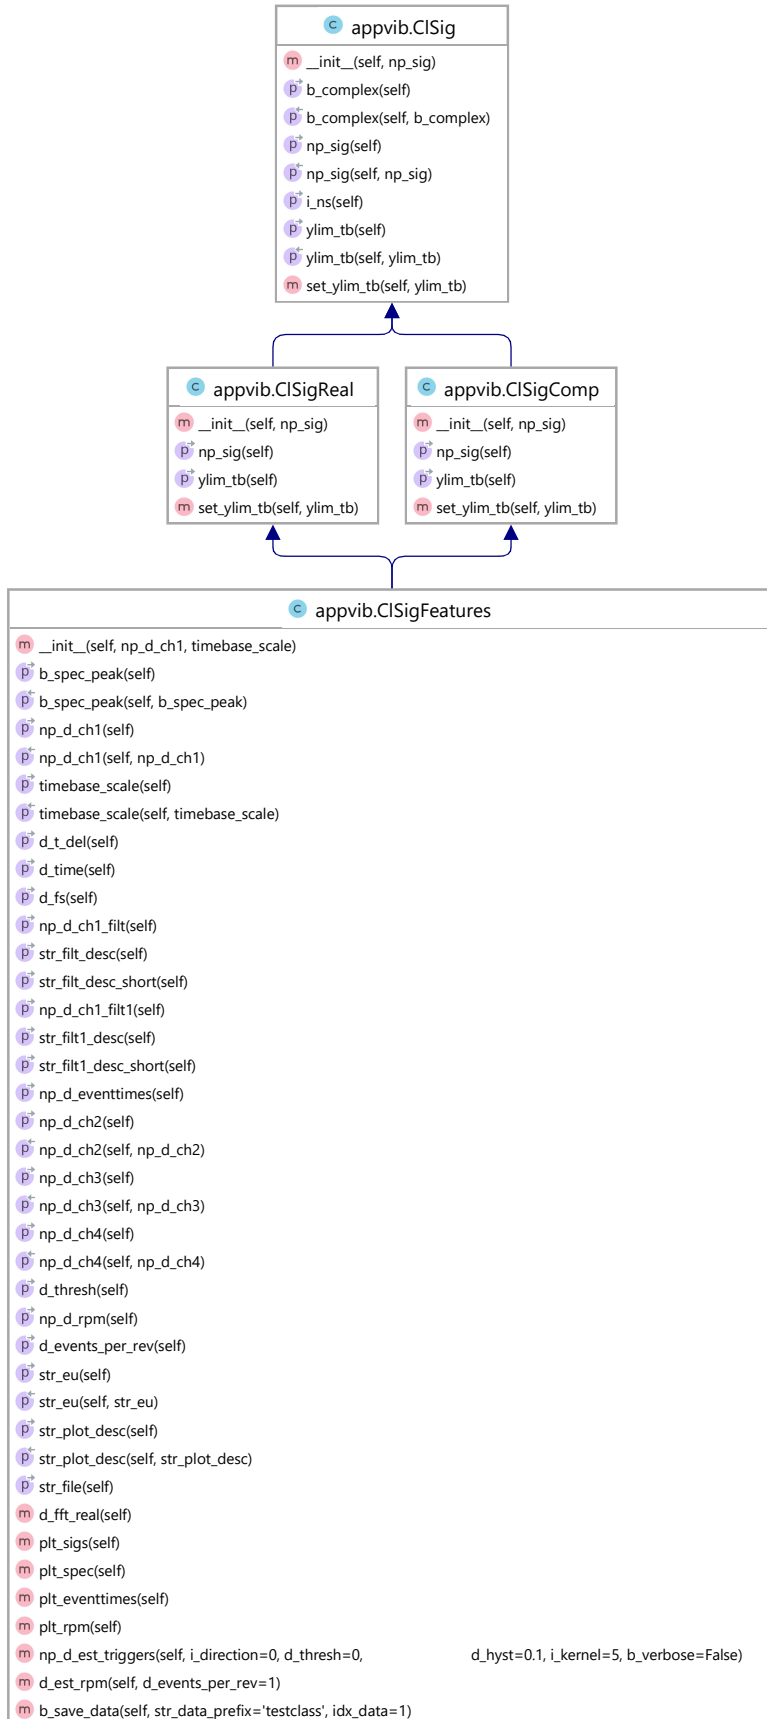 c appvib.ClSig
m __init__(self, np_sig)
p b_complex(self)
p b_complex(self, b_complex)
p np_sig(self)
p np_sig(self, np_sig)
p i_ns(self)
p ylim_tb(self)
p ylim_tb(self, ylim_tb)
m set_ylim_tb(self, ylim_tb)
c appvib.ClSigReal
m __init__(self, np_sig)
p np_sig(self)
p ylim_tb(self)
m set_ylim_tb(self, ylim_tb)
c appvib.ClSigComp
m __init__(self, np_sig)
p np_sig(self)
p ylim_tb(self)
m set_ylim_tb(self, ylim_tb)
c appvib.ClSigFeatures
m __init__(self, np_d_ch1, timebase_scale)
p b_spec_peak(self)
p b_spec_peak(self, b_spec_peak)
p np_d_ch1(self)
p np_d_ch1(self, np_d_ch1)
p timebase_scale(self)
p timebase_scale(self, timebase_scale)
p d_t_del(self)
p d_time(self)
p d_fs(self)
p np_d_ch1_filt(self)
p str_filt_desc(self)
p str_filt_desc_short(self)
p np_d_ch1_filt1(self)
p str_filt1_desc(self)
p str_filt1_desc_short(self)
p np_d_eventtimes(self)
p np_d_ch2(self)
p np_d_ch2(self, np_d_ch2)
p np_d_ch3(self)
p np_d_ch3(self, np_d_ch3)
p np_d_ch4(self)
p np_d_ch4(self, np_d_ch4)
p d_thresh(self)
p np_d_rpm(self)
p d_events_per_rev(self)
p str_eu(self)
p str_eu(self, str_eu)
p str_plot_desc(self)
p str_plot_desc(self, str_plot_desc)
p str_file(self)
m d_fft_real(self)
m plt_sigs(self)
m plt_spec(self)
m plt_eventtimes(self)
m plt_rpm(self)
m np_d_est_triggers(self, i_direction=0, d_thresh=0, d_hyst=0.1, i_kernel=5, b_verbose=False)
m d_est_rpm(self, d_events_per_rev=1)
m b_save_data(self, str_data_prefix='testclass', idx_data=1)